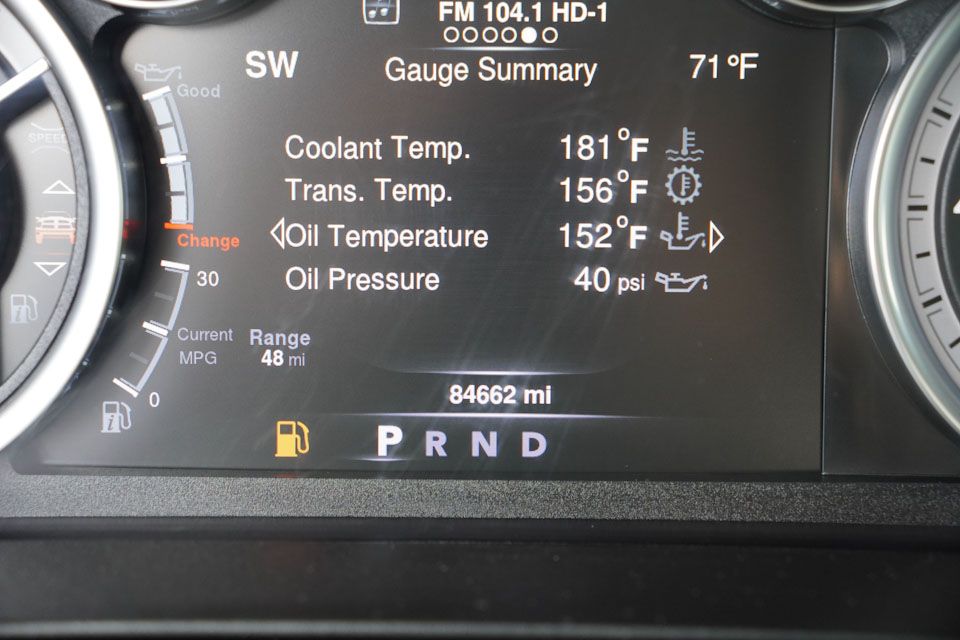 FM 104.1 HD-1
SW
Gauge Summary
71°F
Good
SPEED
Coolant Temp. 181°F
Trans. Temp. 156°F
Oil Temperature 152°F
Oil Pressure 40 psi
Change
30
Current
MPG
0
Range
48 mi
84662 mi
P R N D